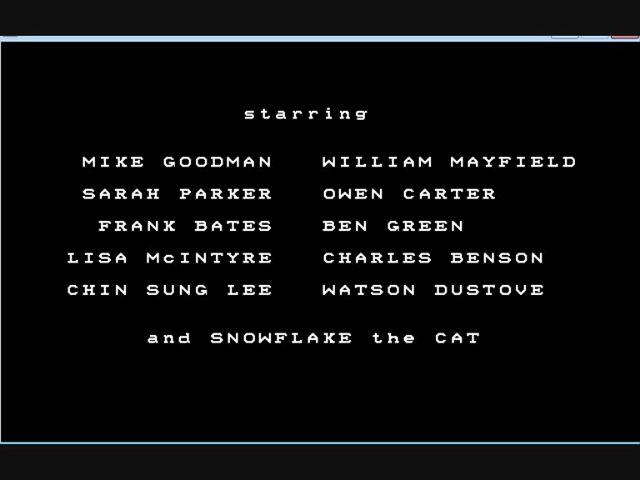 starring
MIKE GOODMAN WILLIAM MAYFIELD
SARAH PARKER OWEN CARTER
FRANK BATES BEN GREEN
LISA McINTYRE CHARLES BENSON
CHIN SUNG LEE WATSON DUSTOVE
and SNOWFLAKE the CAT